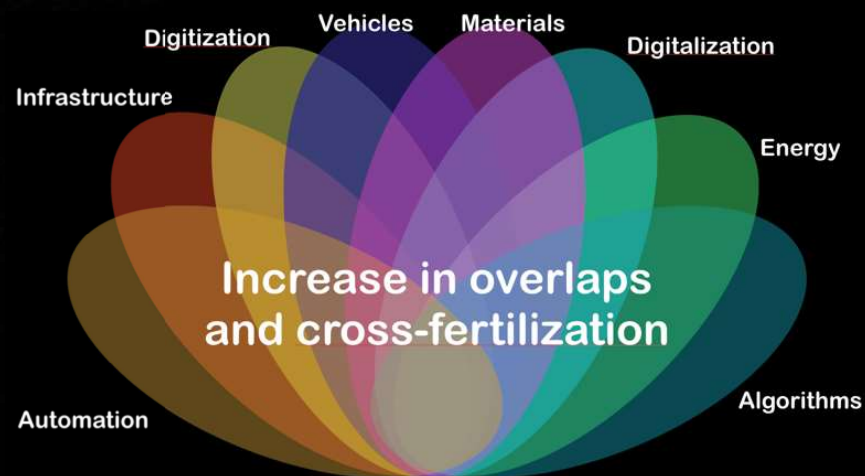 Vehicles
Materials
Digitization
Digitalization
Infrastructure
Energy
Increase in overlaps
and cross-fertilization
Algorithms
Automation